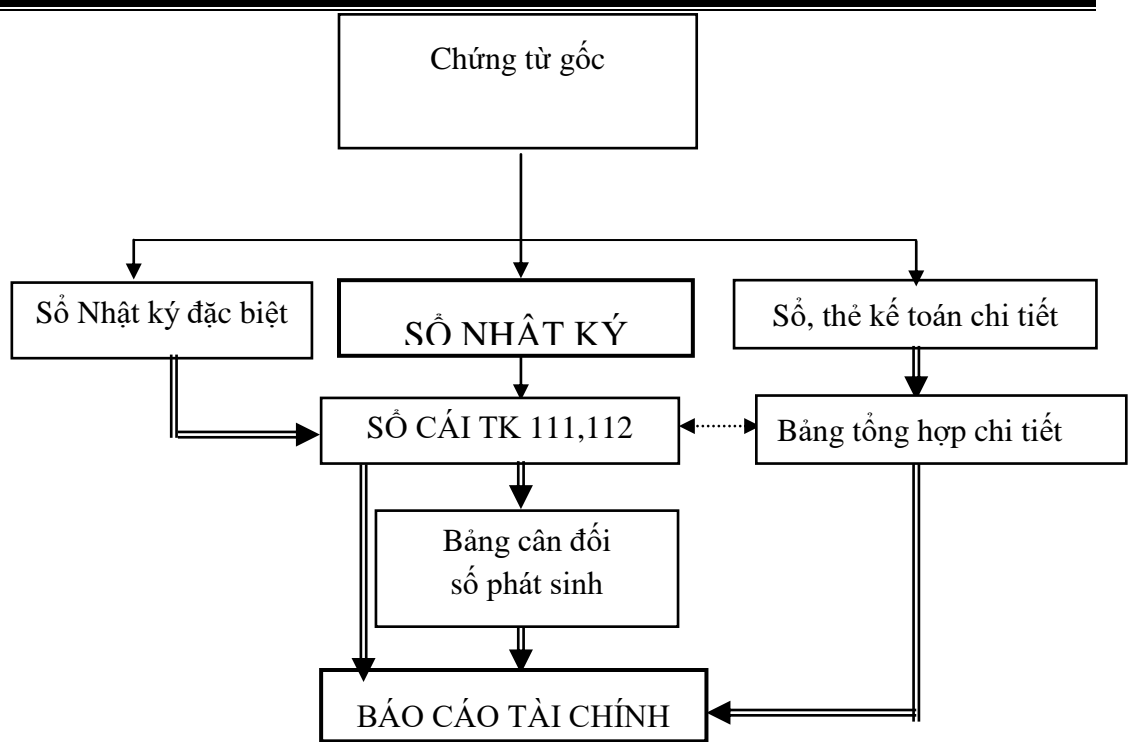 Chứng từ gốc
Sổ Nhật ký đặc biệt
SỔ NHẬT KÝ
Sổ, thẻ kế toán chi tiết
SỔ CÁI TK 111,112
Bảng tổng hợp chi tiết
Bảng cân đối
số phát sinh
BÁO CÁO TÀI CHÍNH